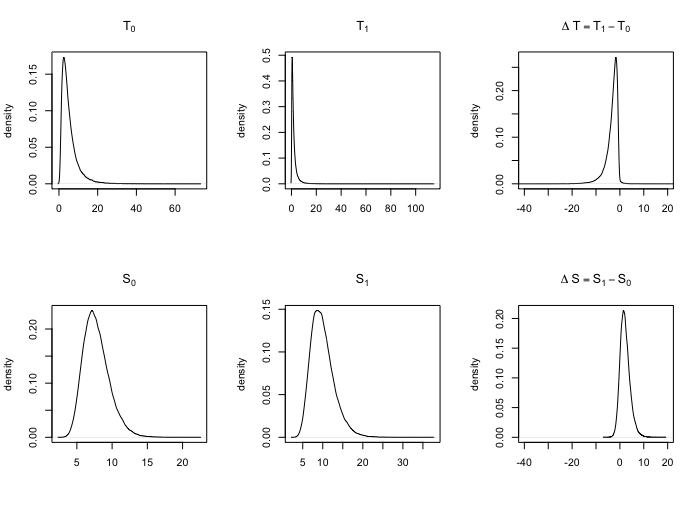 T0 T1 Δ T = T1 − T0
density 0.00 0.05 0.10 0.15
0 20 40 60
density 0.0 0.1 0.2 0.3 0.4 0.5
0 20 40 60 80 100
density 0.00 0.10 0.20
-40 -20 0 10 20
S0 S1 Δ S = S1 − S0
density 0.00 0.10 0.20
5 10 15 20
density 0.00 0.05 0.10 0.15
5 10 20 30
density 0.00 0.05 0.10 0.15 0.20
-40 -20 0 10 20